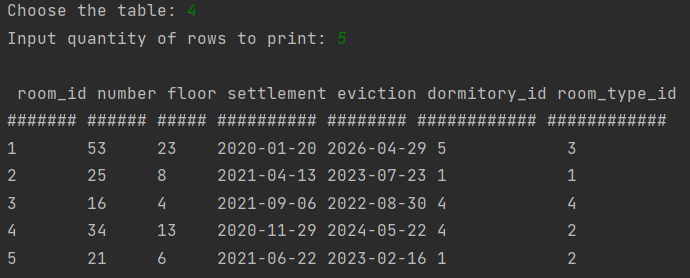 Choose the table: 4
Input quantity of rows to print: 5
room_id number floor settlement eviction dormitory_id room_type_id
####### ###### ##### ########## ######## ############ ############
1 53 23 2020-01-20 2026-04-29 5 3
2 25 8 2021-04-13 2023-07-23 1 1
3 16 4 2021-09-06 2022-08-30 4 4
4 34 13 2020-11-29 2024-05-22 4 2
5 21 6 2021-06-22 2023-02-16 1 2